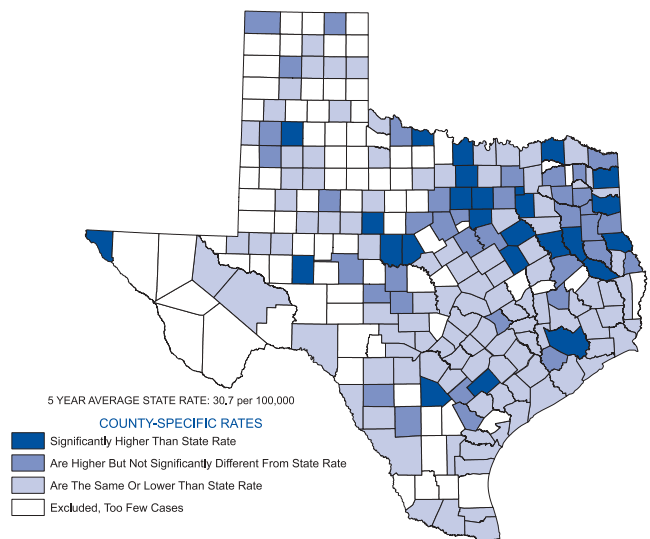 5 YEAR AVERAGE STATE RATE: 30.7 per 100,000
COUNTY-SPECIFIC RATES
Significantly Higher Than State Rate
Are Higher But Not Significantly Different From State Rate
Are The Same Or Lower Than State Rate
Excluded, Too Few Cases